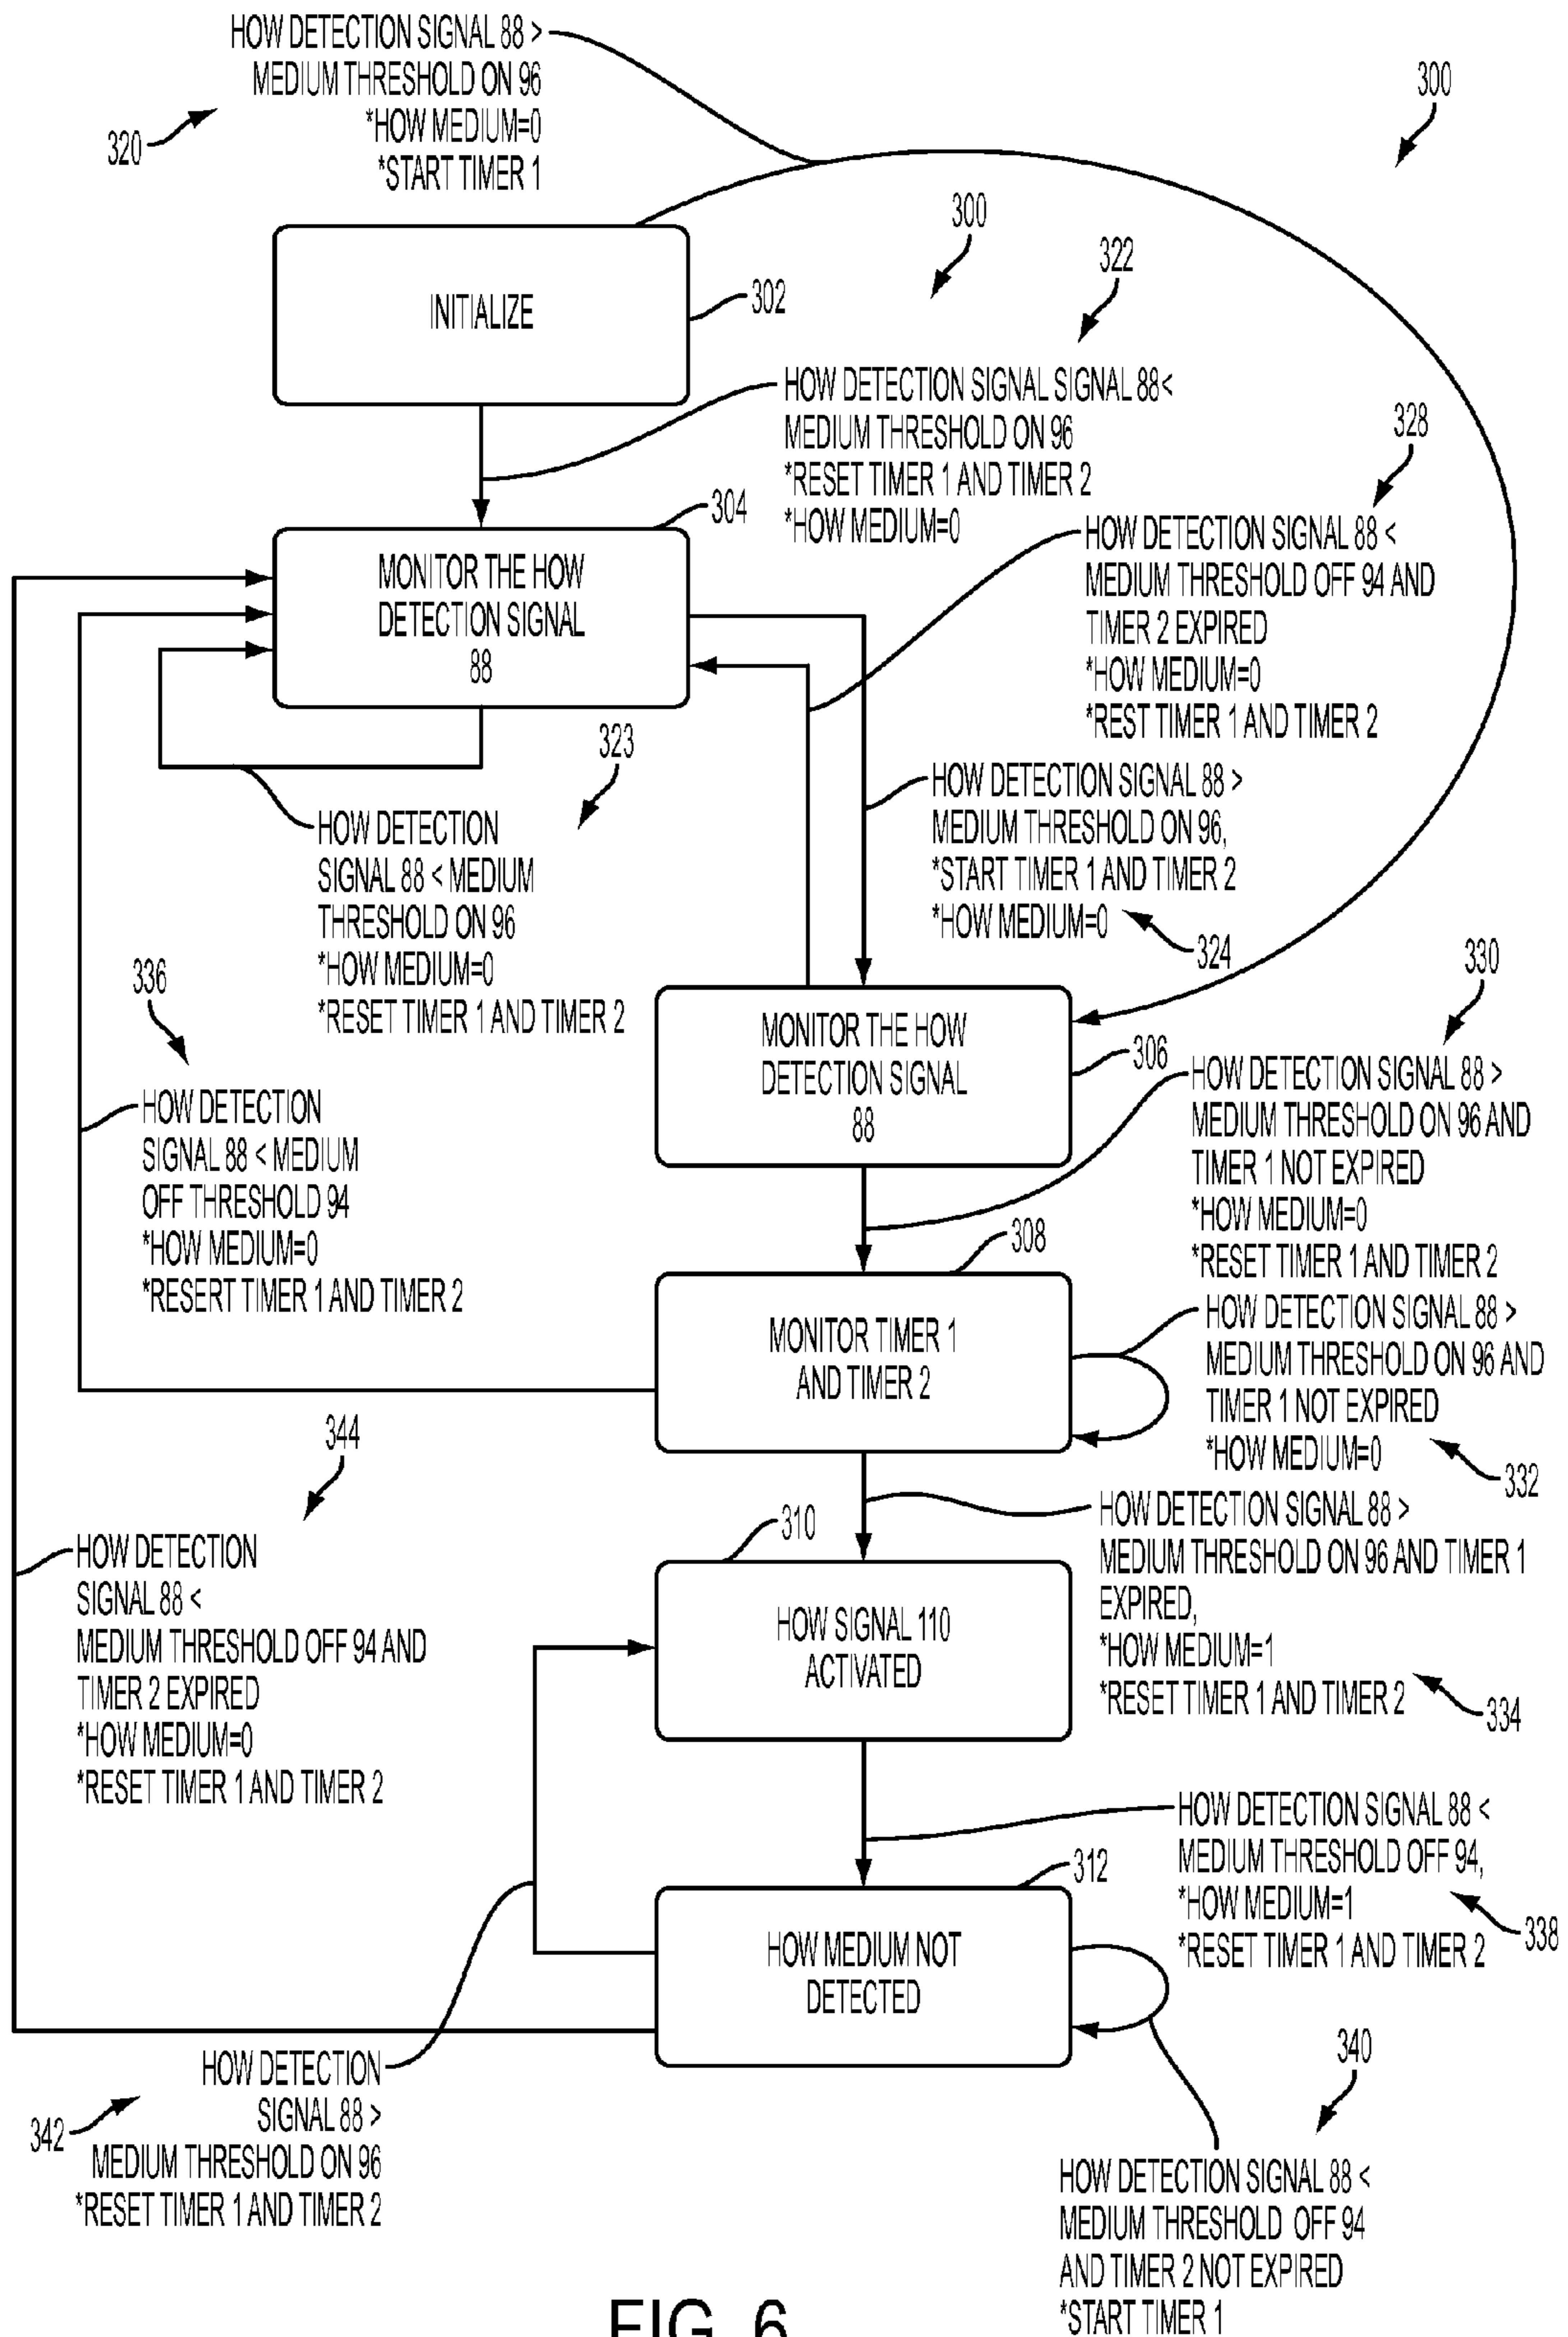 HOW DETECTION SIGNAL 88 >
MEDIUM THRESHOLD ON 96
*HOW MEDIUM=0
*START TIMER 1
320
300
INITIALIZE
302
300
322
HOW DETECTION SIGNAL SIGNAL 88<
MEDIUM THRESHOLD ON 96
*RESET TIMER 1 AND TIMER 2
*HOW MEDIUM=0
328
304
MONITOR THE HOW
DETECTION SIGNAL
88
HOW DETECTION SIGNAL 88 <
MEDIUM THRESHOLD OFF 94 AND
TIMER 2 EXPIRED
*HOW MEDIUM=0
*REST TIMER 1 AND TIMER 2
323
HOW DETECTION
SIGNAL 88 < MEDIUM
THRESHOLD ON 96
*HOW MEDIUM=0
*RESET TIMER 1 AND TIMER 2
HOW DETECTION SIGNAL 88 >
MEDIUM THRESHOLD ON 96,
*START TIMER 1 AND TIMER 2
*HOW MEDIUM=0
324
336
HOW DETECTION
SIGNAL 88 < MEDIUM
OFF THRESHOLD 94
*HOW MEDIUM=0
*RESERT TIMER 1 AND TIMER 2
MONITOR THE HOW
DETECTION SIGNAL
88
306
330
HOW DETECTION SIGNAL 88 >
MEDIUM THRESHOLD ON 96 AND
TIMER 1 NOT EXPIRED
*HOW MEDIUM=0
*RESET TIMER 1 AND TIMER 2
308
MONITOR TIMER 1
AND TIMER 2
HOW DETECTION SIGNAL 88 >
MEDIUM THRESHOLD ON 96 AND
TIMER 1 NOT EXPIRED
*HOW MEDIUM=0
332
344
HOW DETECTION
SIGNAL 88 <
MEDIUM THRESHOLD OFF 94 AND
TIMER 2 EXPIRED
*HOW MEDIUM=0
*RESET TIMER 1 AND TIMER 2
310
HOW SIGNAL 110
ACTIVATED
HOW DETECTION SIGNAL 88 >
MEDIUM THRESHOLD ON 96 AND TIMER 1
EXPIRED,
*HOW MEDIUM=1
*RESET TIMER 1 AND TIMER 2
334
HOW DETECTION SIGNAL 88 <
MEDIUM THRESHOLD OFF 94,
*HOW MEDIUM=1
*RESET TIMER 1 AND TIMER 2
338
312
HOW MEDIUM NOT
DETECTED
HOW DETECTION
SIGNAL 88 >
MEDIUM THRESHOLD ON 96
*RESET TIMER 1 AND TIMER 2
342
340
HOW DETECTION SIGNAL 88 <
MEDIUM THRESHOLD OFF 94
AND TIMER 2 NOT EXPIRED
*START TIMER 1
FIG. 6